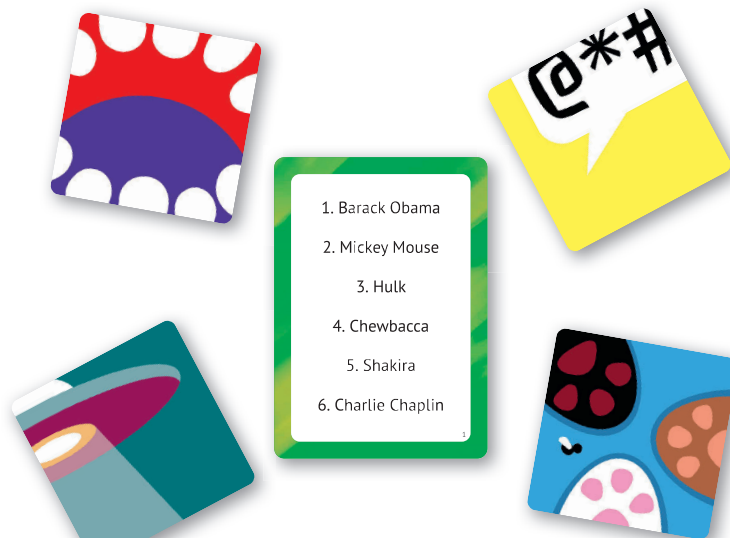 @*#
1. Barack Obama
2. Mickey Mouse
3. Hulk
4. Chewbacca
5. Shakira
6. Charlie Chaplin
1